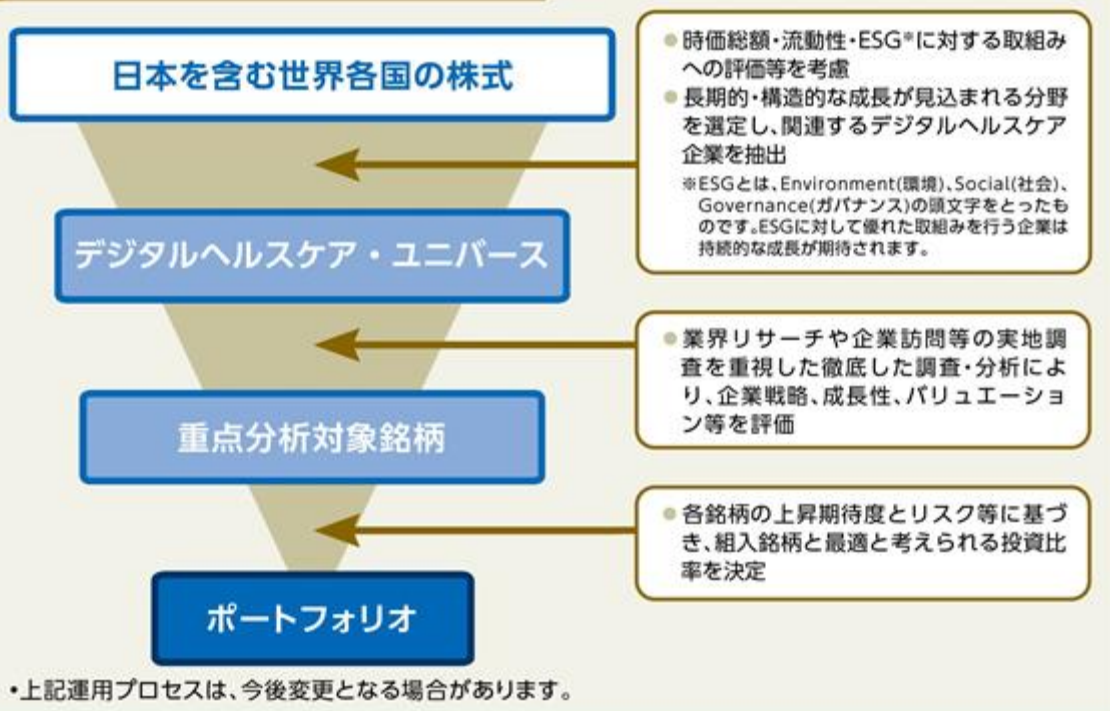 日本を含む世界各国の株式
●時価総額・流動性・ESG※に対する取組み
への評価等を考慮
●長期的・構造的な成長が見込まれる分野
を選定し、関連するデジタルヘルスケア
企業を抽出
※ESGとは、Environment(環境)、Social(社会)、
Governance(ガバナンス)の頭文字をとったも
のです。ESGに対して優れた取組みを行う企業は
持続的な成長が期待されます。
デジタルヘルスケア・ユニバース
●業界リサーチや企業訪問等の実地調
査を重視した徹底した調査・分析によ
り、企業戦略、成長性、バリュエーショ
ン等を評価
重点分析対象銘柄
●各銘柄の上昇期待度とリスク等に基づ
き、組入銘柄と最適と考えられる投資比
率を決定
ポートフォリオ
・上記運用プロセスは、今後変更となる場合があります。